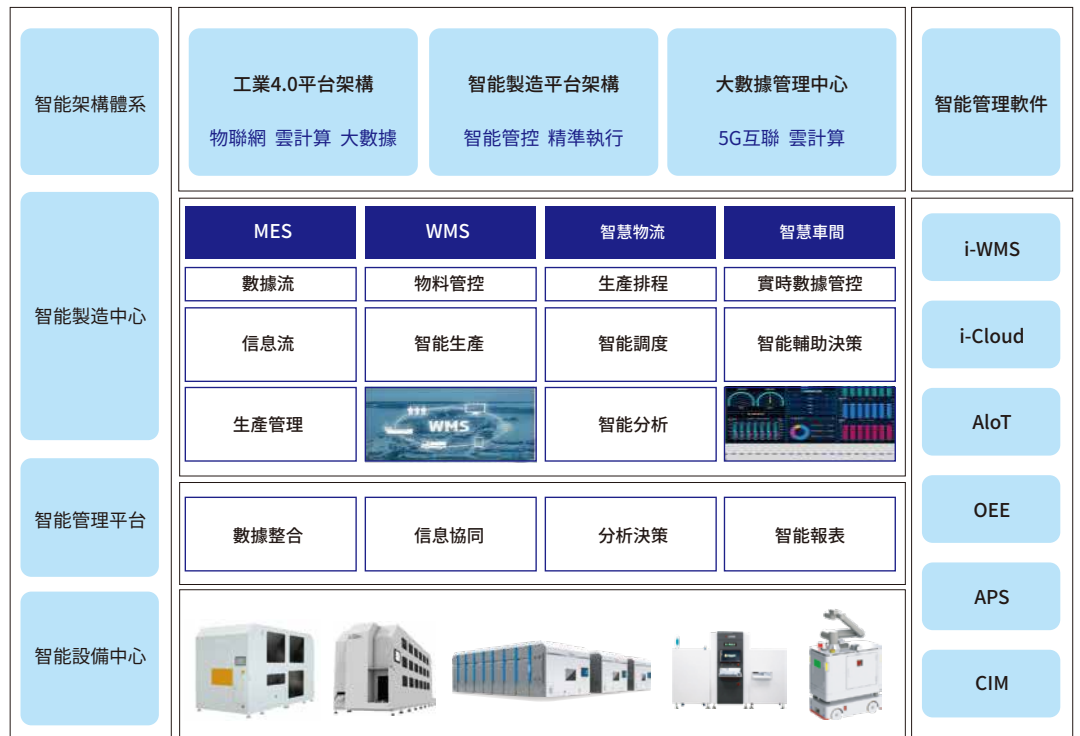 智能架構體系
工業4.0平台架構
物聯網 雲計算 大數據
智能製造平台架構
智能管控 精準執行
大數據管理中心
5G互聯 雲計算
智能管理軟件
智能製造中心
MES
WMS
智慧物流
智慧車間
數據流
物料管控
生產排程
實時數據管控
信息流
智能生產
智能調度
智能輔助決策
生產管理
WMS
智能分析
智能管理平台
數據整合
信息協同
分析決策
智能報表
智能設備中心
i-WMS
i-Cloud
AloT
OEE
APS
CIM